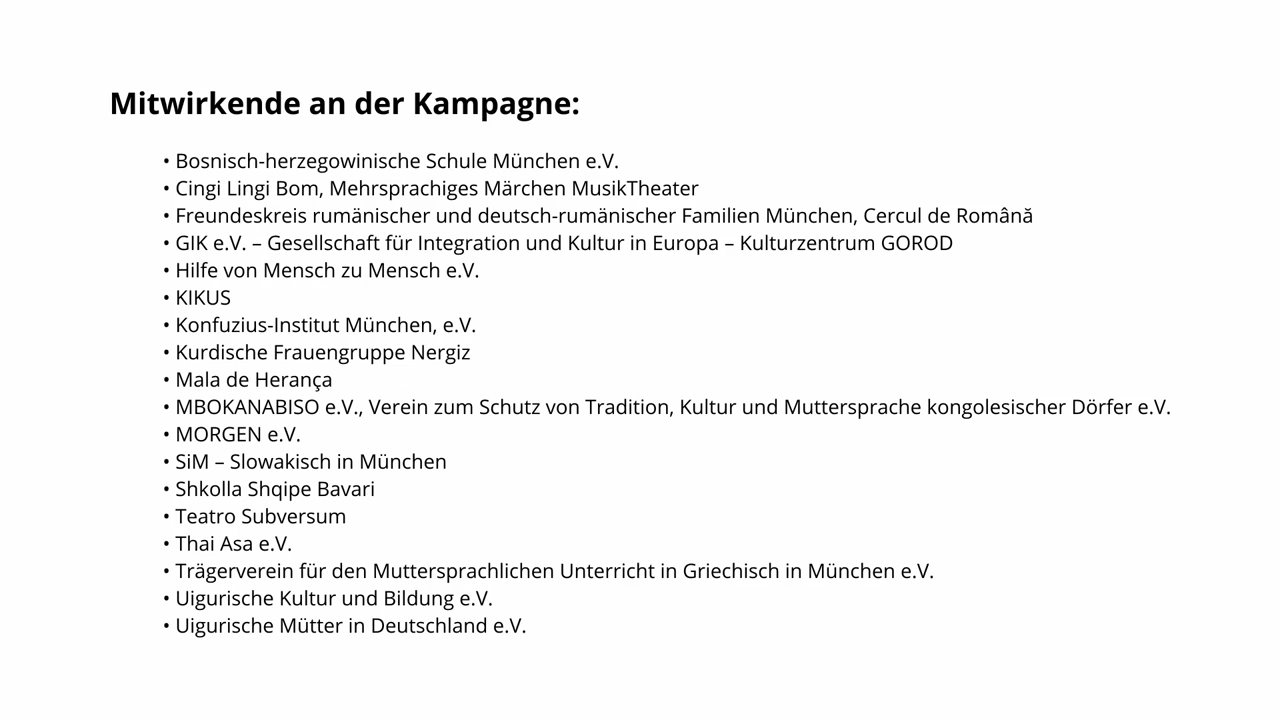 Mitwirkende an der Kampagne:
• Bosnisch-herzegowinische Schule München e.V.
• Cingi Lingi Bom, Mehrsprachiges Märchen MusikTheater
• Freundeskreis rumänischer und deutsch-rumänischer Familien München, Cercul de Română
• GIK e.V. – Gesellschaft für Integration und Kultur in Europa – Kulturzentrum GOROD
• Hilfe von Mensch zu Mensch e.V.
• KIKUS
• Konfuzius-Institut München, e.V.
• Kurdische Frauengruppe Nergiz
• Mala de Herança
• MBOKANABISO e.V., Verein zum Schutz von Tradition, Kultur und Muttersprache kongolesischer Dörfer e.V.
• MORGEN e.V.
• SiM – Slowakisch in München
• Shkolla Shqipe Bavari
• Teatro Subversum
• Thai Asa e.V.
• Trägerverein für den Muttersprachlichen Unterricht in Griechisch in München e.V.
• Uigurische Kultur und Bildung e.V.
• Uigurische Mütter in Deutschland e.V.